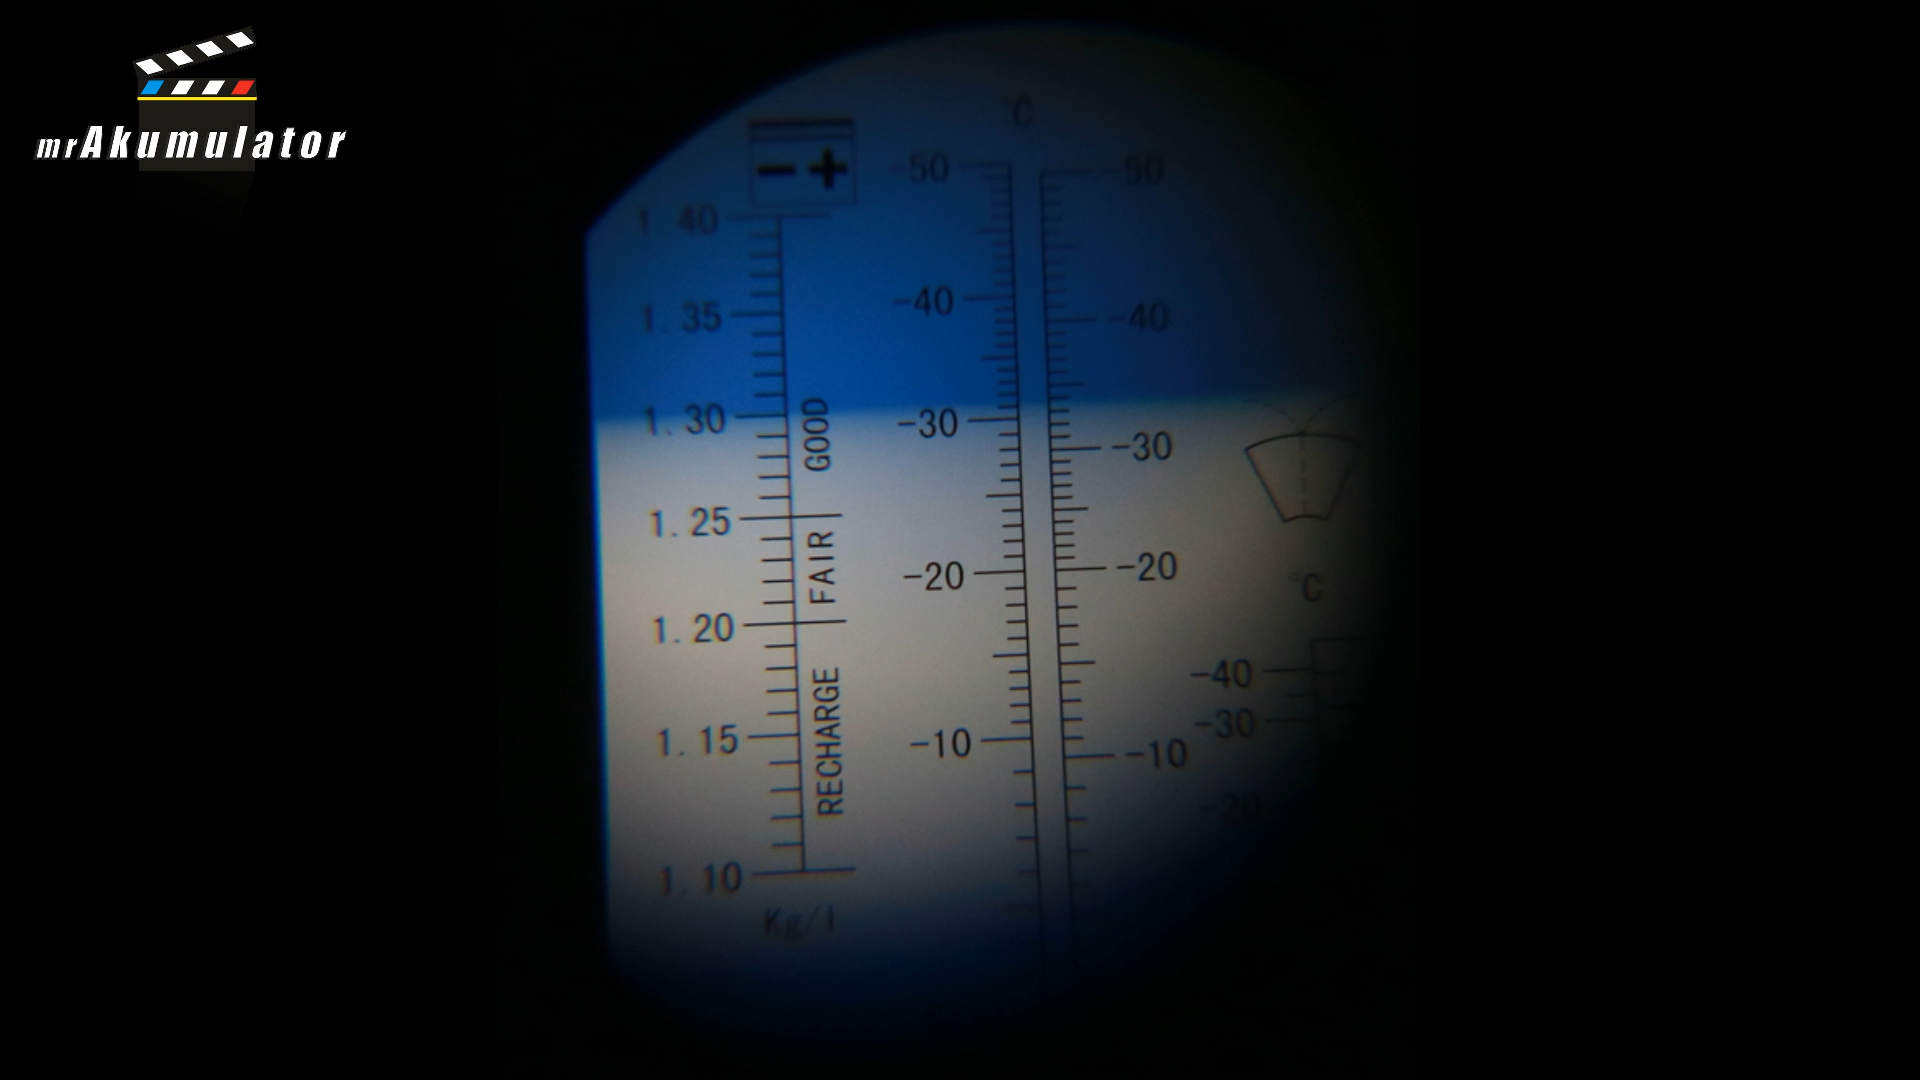 mrAkumulator
°C
- +
-50 -50
1.40
-40 -40
1.35
1.30 GOOD -30 -30
1.25
FAIR
-20 -20
°C
1.20
-40
RECHARGE
-30
1.15 -10 -10
-20
1.10
Kg/l